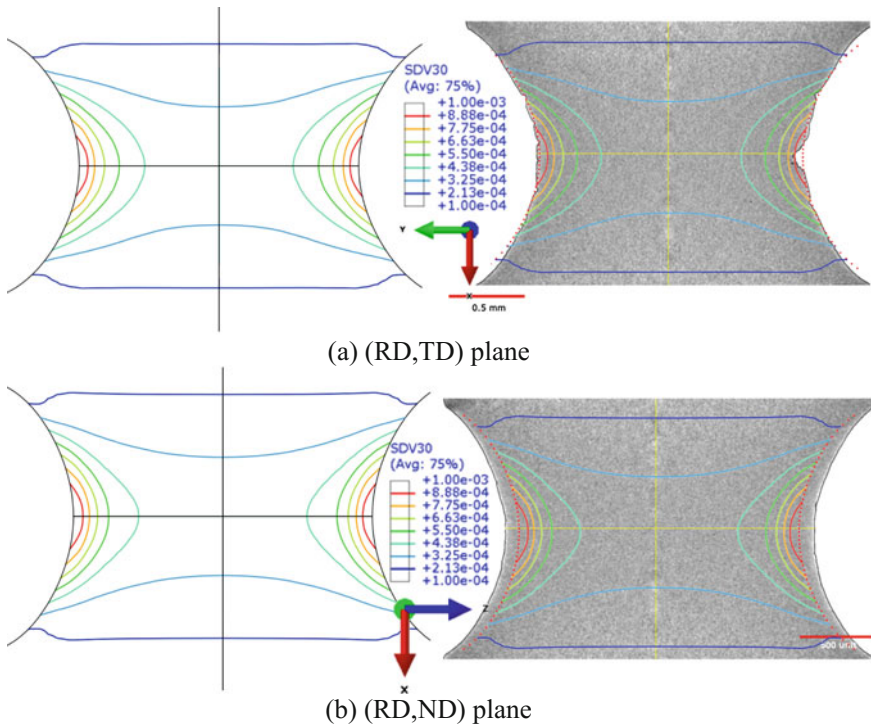 SDV30
(Avg: 75%)
+1.00e-03
+8.88e-04
+7.75e-04
+6.63e-04
+5.50e-04
+4.38e-04
+3.25e-04
+2.13e-04
+1.00e-04
Y
X
0.5 mm
(a) (RD,TD) plane
SDV30
(Avg: 75%)
+1.00e-03
+8.88e-04
+7.75e-04
+6.63e-04
+5.50e-04
+4.38e-04
+3.25e-04
+2.13e-04
+1.00e-04
Z
X
(b) (RD,ND) plane